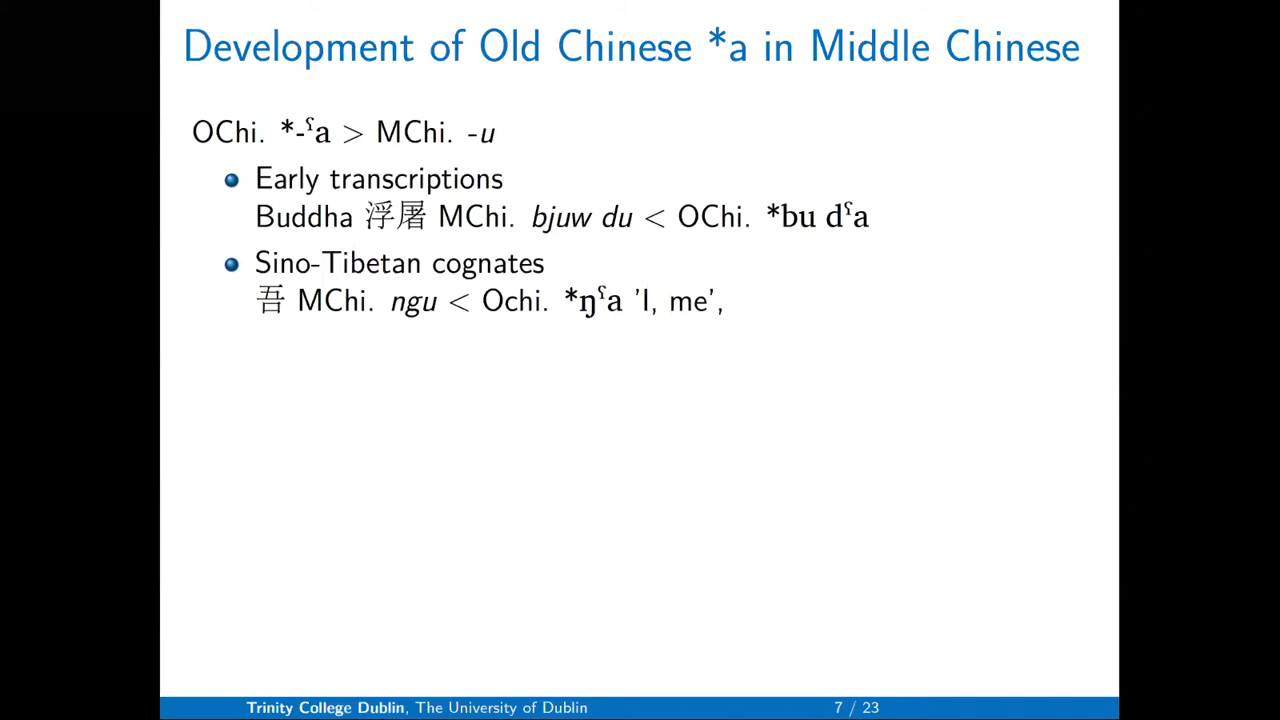 Development of Old Chinese *a in Middle Chinese
OChi. *-ˤa > MChi. -u
Early transcriptions
Buddha 浮屠 MChi. bjuw du < OChi. *bu dˤa
Sino-Tibetan cognates
吾 MChi. ngu < Ochi. *ŋˤa 'I, me',
Trinity College Dublin, The University of Dublin 7 / 23